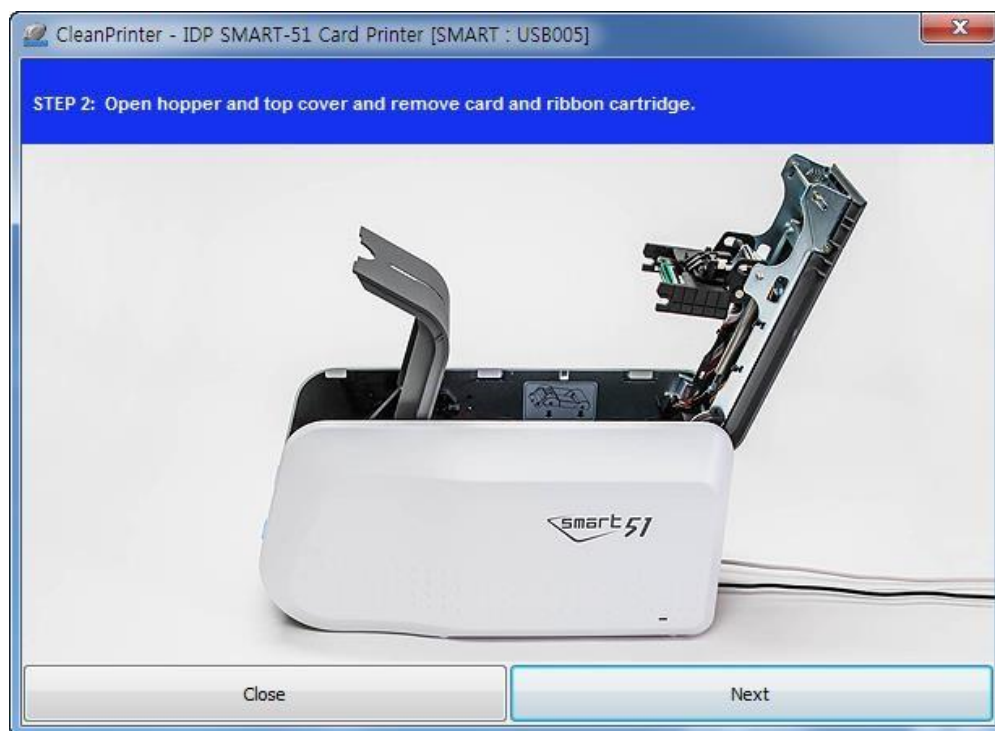 CleanPrinter - IDP SMART-51 Card Printer [SMART : USB005]
STEP 2:  Open hopper and top cover and remove card and ribbon cartridge.
smart 51
Close
Next